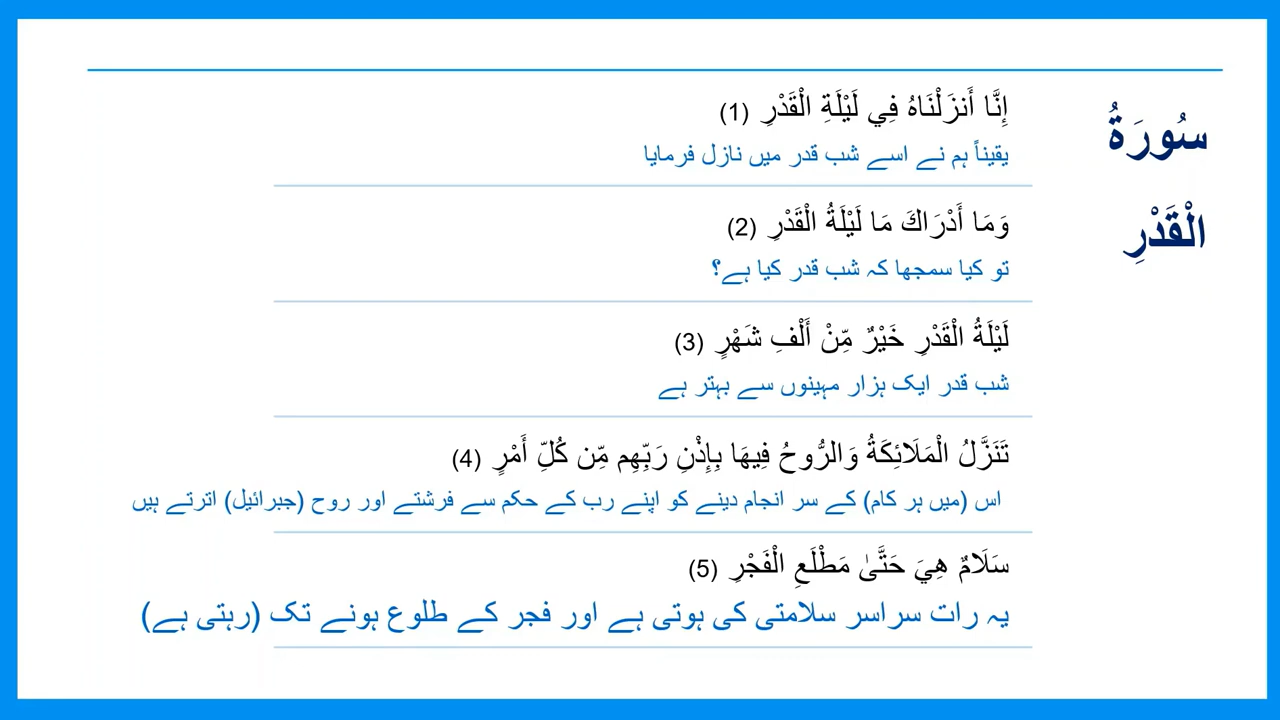 سُورَةُ
الْقَدْرِ
إِنَّا أَنزَلْنَاهُ فِي لَيْلَةِ الْقَدْرِ (1)
یقیناً ہم نے اسے شب قدر میں نازل فرمایا
وَمَا أَدْرَاكَ مَا لَيْلَةُ الْقَدْرِ (2)
تو کیا سمجھا کہ شب قدر کیا ہے؟
لَيْلَةُ الْقَدْرِ خَيْرٌ مِّنْ أَلْفِ شَهْرٍ (3)
شب قدر ایک ہزار مہینوں سے بہتر ہے
تَنَزَّلُ الْمَلَائِكَةُ وَالرُّوحُ فِيهَا بِإِذْنِ رَبِّهِم مِّن كُلِّ أَمْرٍ (4)
اس (میں ہر کام) کے سر انجام دینے کو اپنے رب کے حکم سے فرشتے اور روح (جبرائیل) اترتے ہیں
سَلَامٌ هِيَ حَتَّىٰ مَطْلَعِ الْفَجْرِ (5)
یہ رات سراسر سلامتی کی ہوتی ہے اور فجر کے طلوع ہونے تک (رہتی ہے)